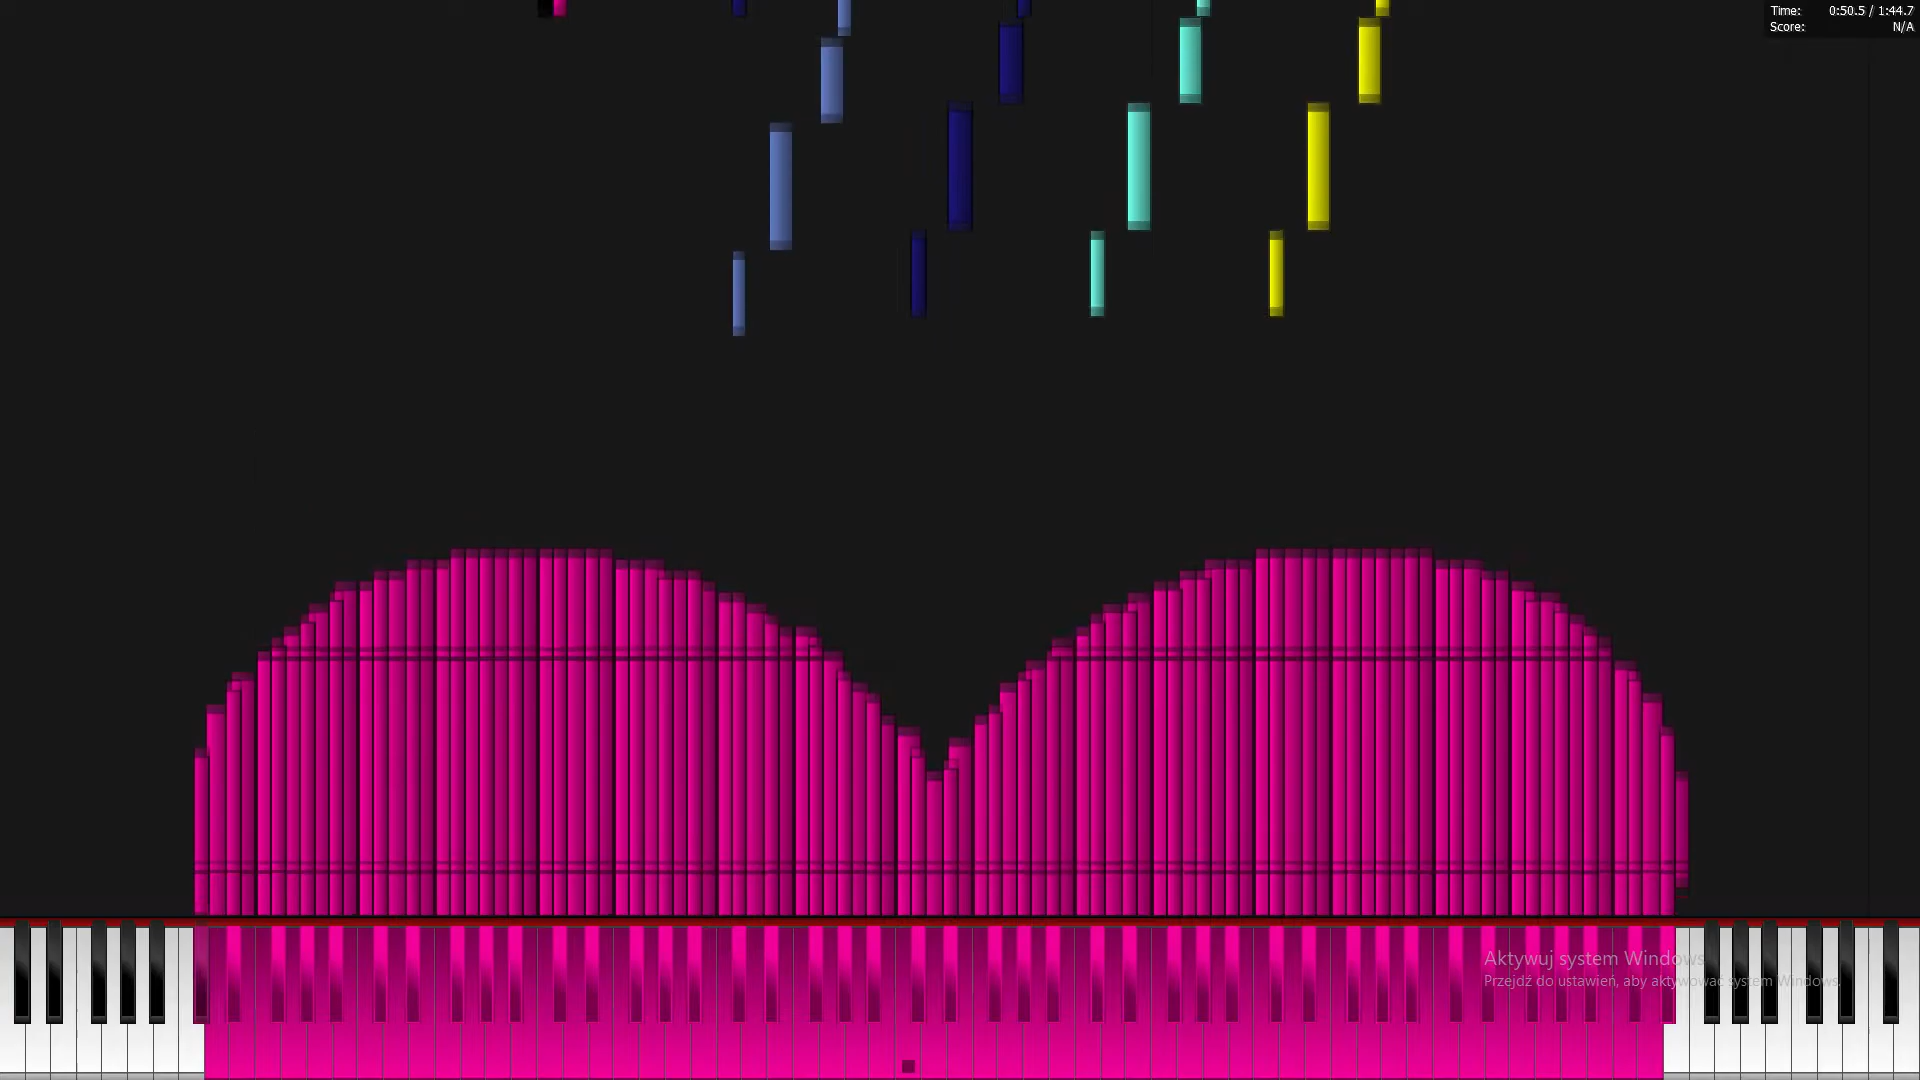 Time: 0:50.5 / 1:44.7
Score: N/A
Aktywuj system Windows
Przejdź do ustawień, aby aktywować system Windows.